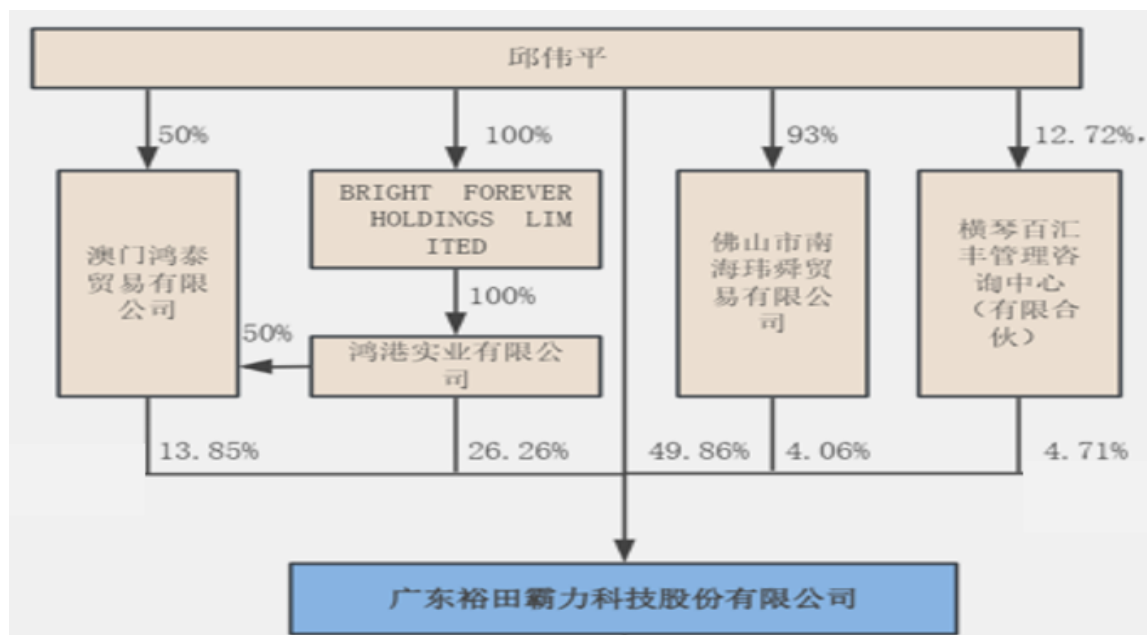 邱伟平
50%
100%
93%
12.72%.
BRIGHT FOREVER
HOLDINGS LIM
ITED
澳门鸿泰
贸易有限
公司
佛山市南
海玮舜贸
易有限公
司
横琴百汇
丰管理咨
询中心
（有限合
伙）
100%
50%
鸿港实业有限公
司
13.85%
26.26%
49.86%
4.06%
4.71%
广东裕田霸力科技股份有限公司